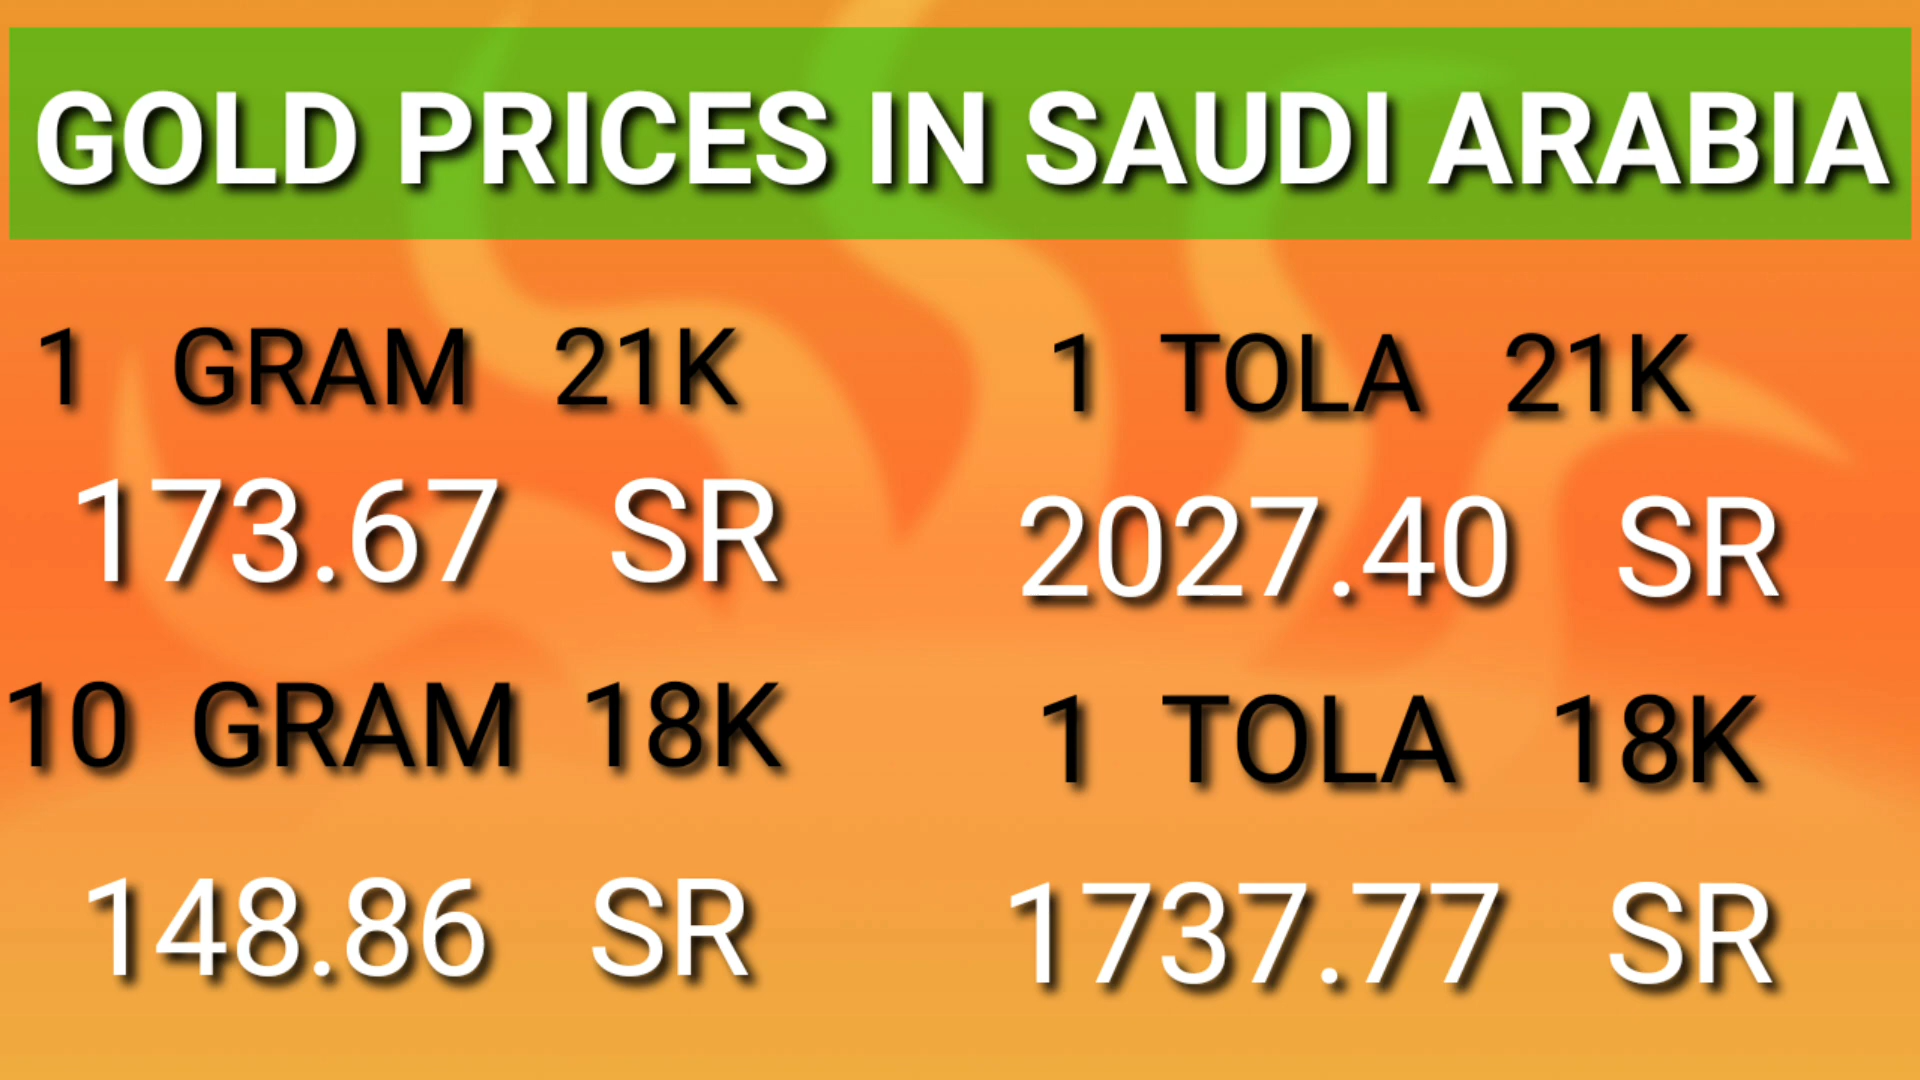 GOLD PRICES IN SAUDI ARABIA
1 GRAM 21K
173.67 SR
1 TOLA 21K
2027.40 SR
10 GRAM 18K
148.86 SR
1 TOLA 18K
1737.77 SR